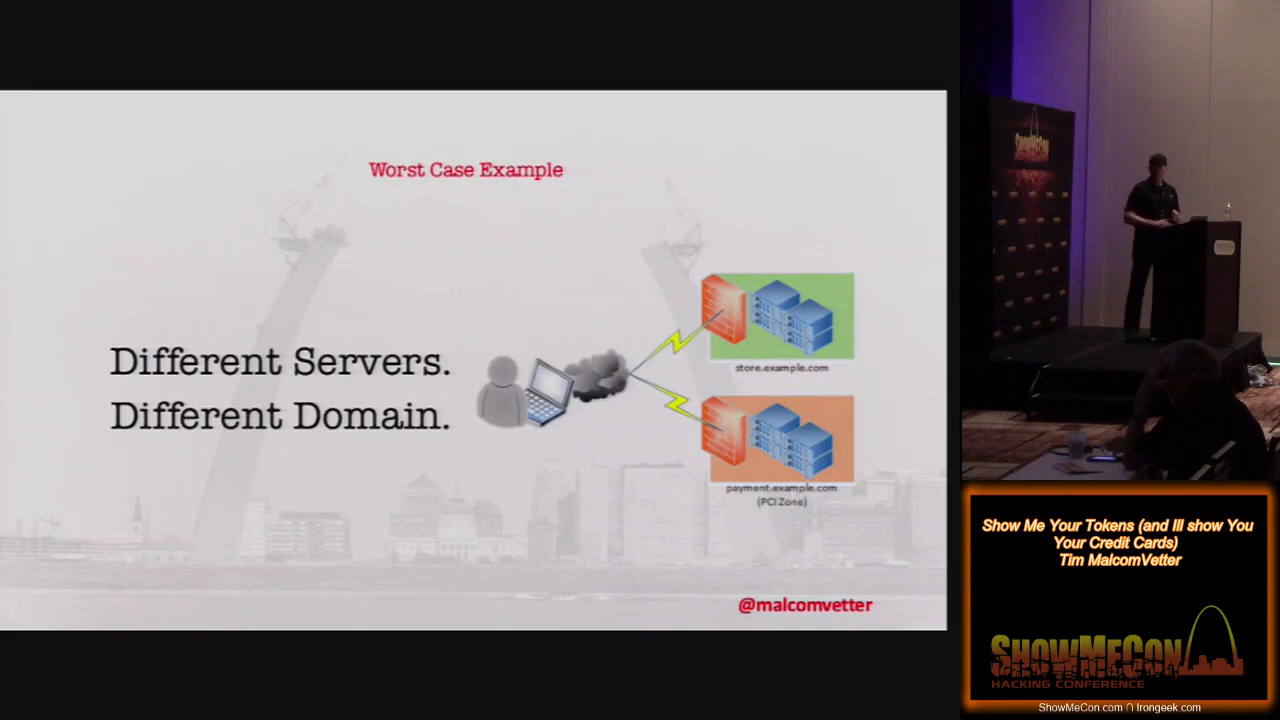 Worst Case Example
Different Servers.
Different Domain.
store.example.com
payment.example.com
(PCI Zone)
@malcomvetter
ShowMeCon
Show Me Your Tokens (and Ill show You
Your Credit Cards)
Tim MalcomVetter
ShowMeCon
HACKING CONFERENCE
ShowMeCon.com ∩ Irongeek.com